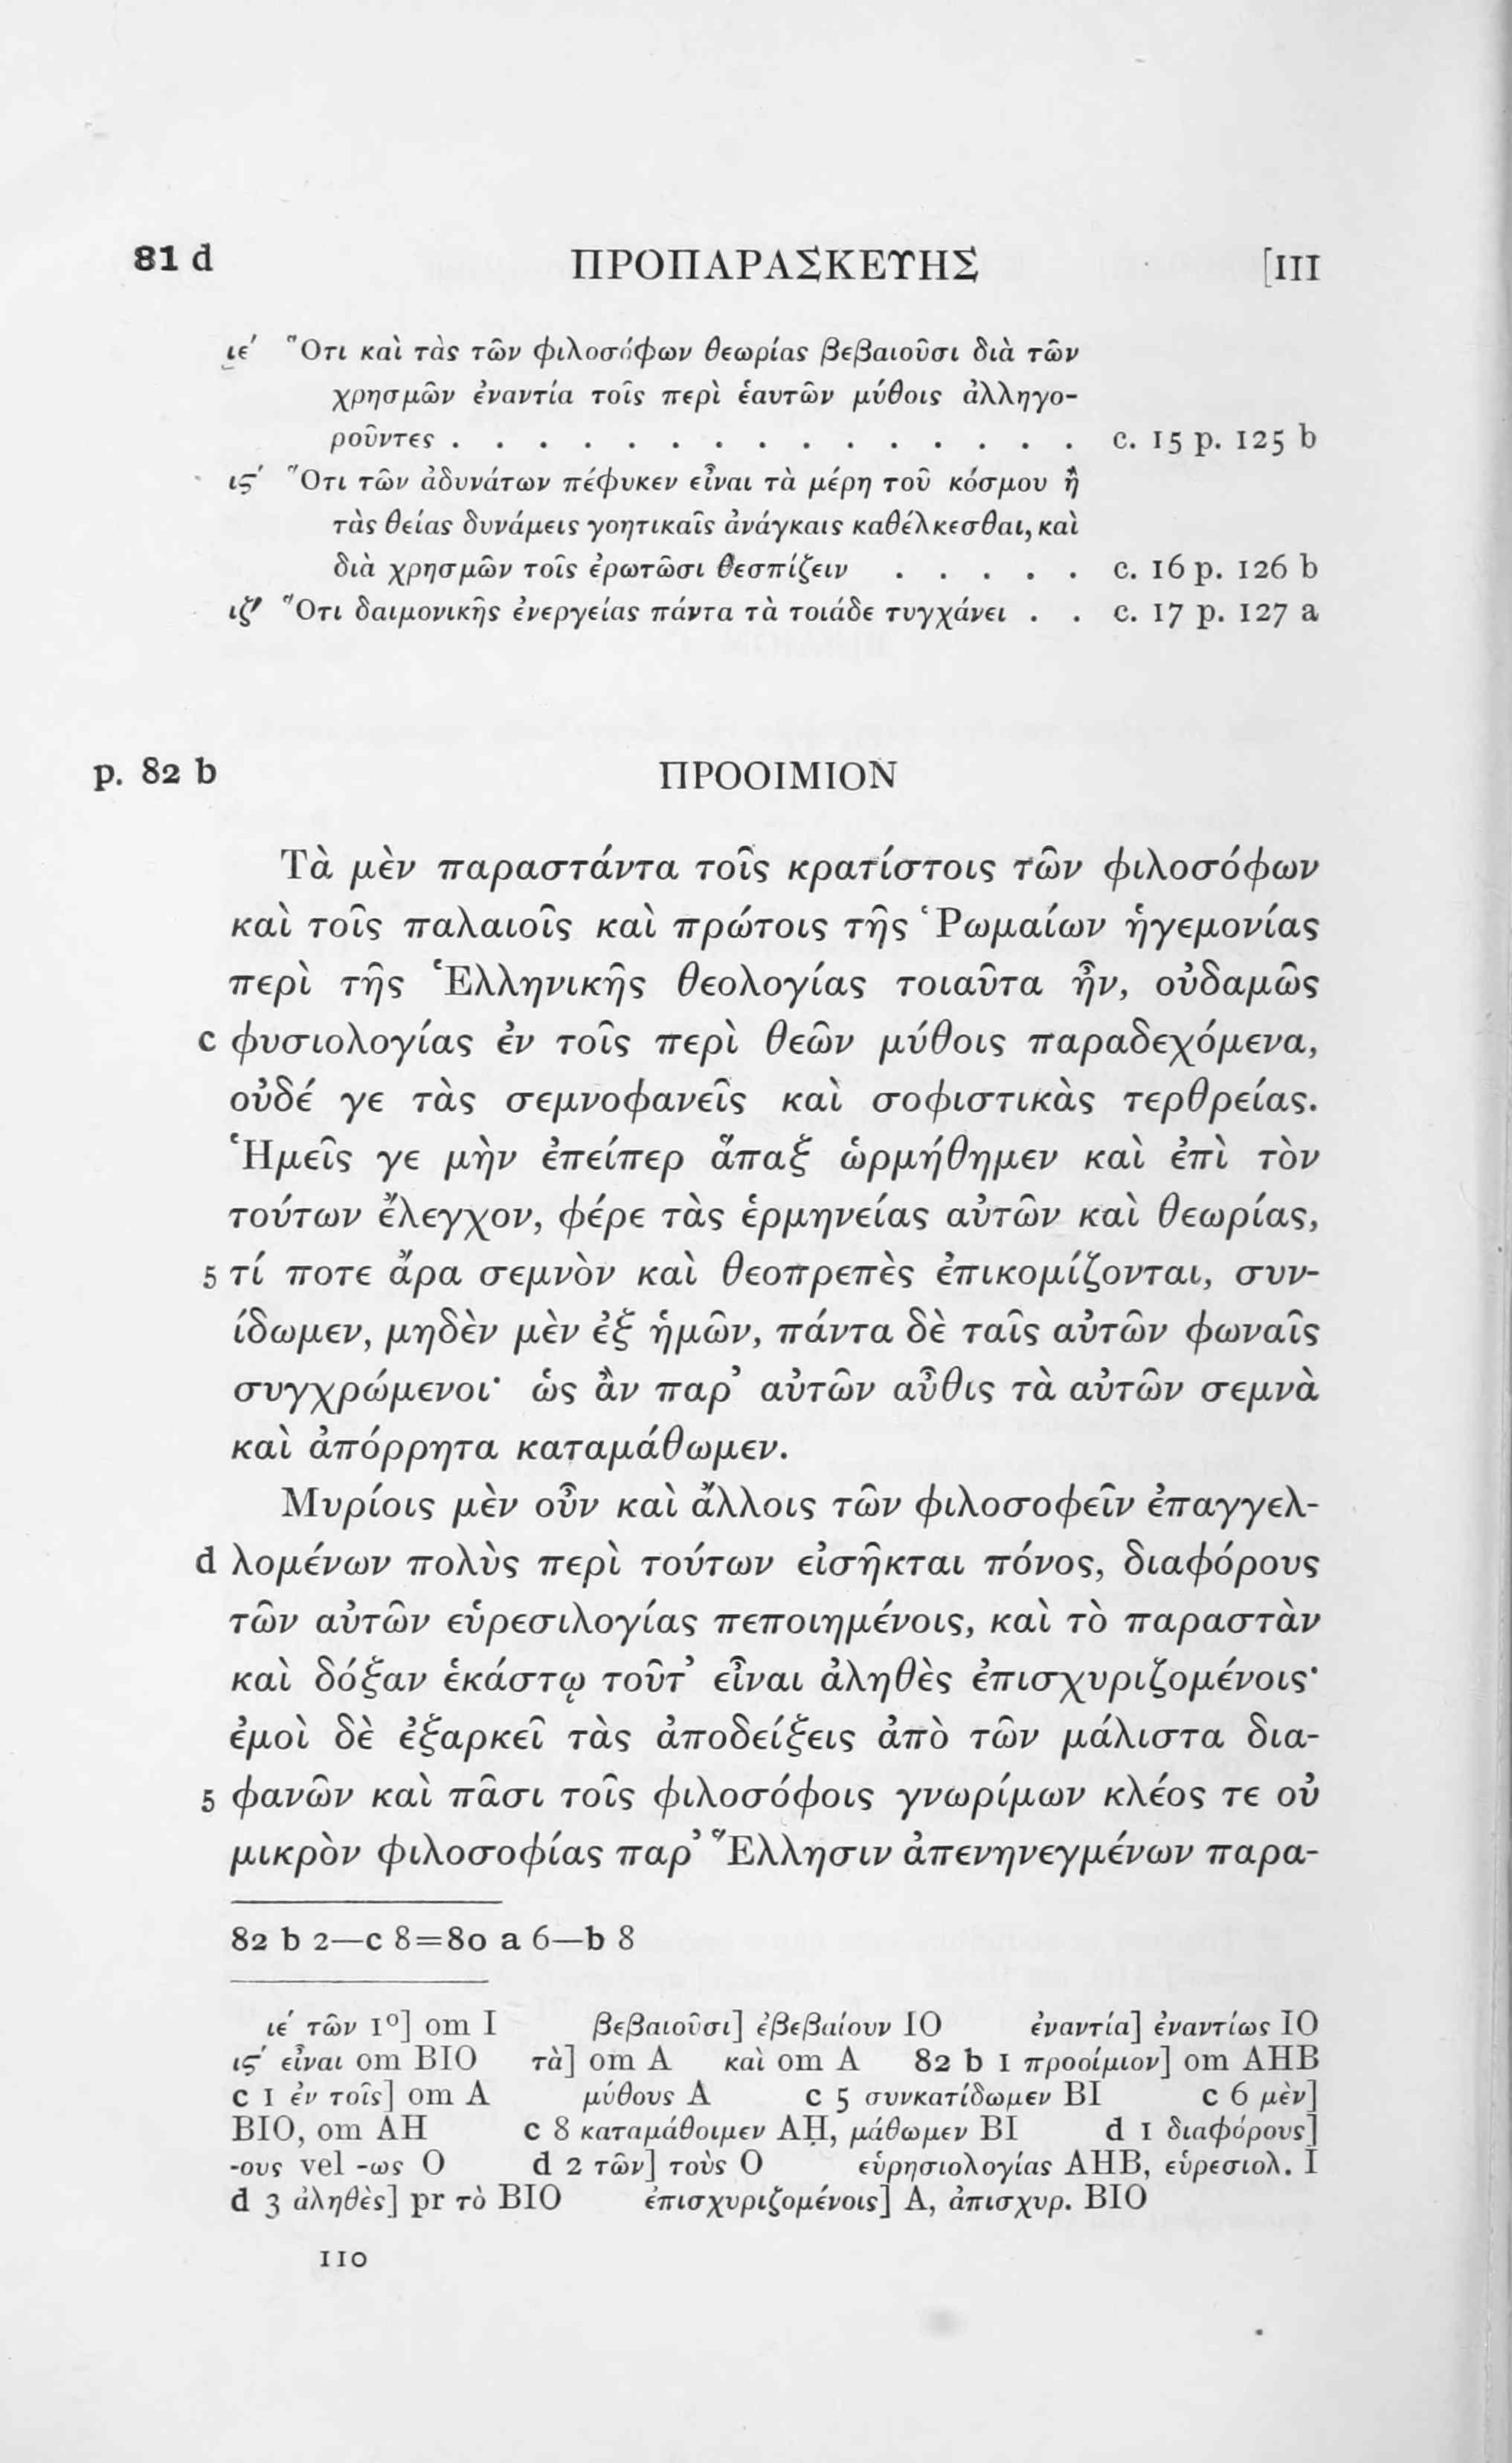 81 d ΠΡΟΠΑΡΑΣΚΕΥΗΣ [III
ιε′ Ὅτι καὶ τὰς τῶν φιλοσόφων θεωρίας βεβαιοῦσι διὰ τῶν
χρησμῶν ἐναντία τοῖς περὶ ἑαυτῶν μύθοις ἀλληγο-
ροῦντες . . . . . . . . . . . . . . . c. 15 p. 125 b
ιϛ′ Ὅτι τῶν ἀδυνάτων πέφυκεν εἶναι τὰ μέρη τοῦ κόσμου ἢ
τὰς θείας δυνάμεις γοητικαῖς ἀνάγκαις καθέλκεσθαι, καὶ
διὰ χρησμῶν τοῖς ἐρωτῶσι θεσπίζειν . . . . . c. 16 p. 126 b
ιζ′ Ὅτι δαιμονικῆς ἐνεργείας πάντα τὰ τοιάδε τυγχάνει . . c. 17 p. 127 a
p. 82 b ΠΡΟΟΙΜΙΟΝ
Τὰ μὲν παραστάντα τοῖς κρατίστοις τῶν φιλοσόφων
καὶ τοῖς παλαιοῖς καὶ πρώτοις τῆς Ῥωμαίων ἡγεμονίας
περὶ τῆς Ἑλληνικῆς θεολογίας τοιαῦτα ἦν, οὐδαμῶς
c φυσιολογίας ἐν τοῖς περὶ θεῶν μύθοις παραδεχόμενα,
οὐδέ γε τὰς σεμνοφανεῖς καὶ σοφιστικὰς τερθρείας.
Ἡμεῖς γε μὴν ἐπείπερ ἅπαξ ὡρμήθημεν καὶ ἐπὶ τὸν
τούτων ἔλεγχον, φέρε τὰς ἑρμηνείας αὐτῶν καὶ θεωρίας,
5 τί ποτε ἄρα σεμνὸν καὶ θεοπρεπὲς ἐπικομίζονται, συν-
ίδωμεν, μηδὲν μὲν ἐξ ἡμῶν, πάντα δὲ ταῖς αὐτῶν φωναῖς
συγχρώμενοι· ὡς ἂν παρ’ αὐτῶν αὖθις τὰ αὐτῶν σεμνὰ
καὶ ἀπόρρητα καταμάθωμεν.
Μυρίοις μὲν οὖν καὶ ἄλλοις τῶν φιλοσοφεῖν ἐπαγγελ-
d λομένων πολὺς περὶ τούτων εἰσῆκται πόνος, διαφόρους
τῶν αὐτῶν εὑρεσιλογίας πεποιημένοις, καὶ τὸ παραστὰν
καὶ δόξαν ἑκάστῳ τοῦτ’ εἶναι ἀληθὲς ἐπισχυριζομένοις·
ἐμοὶ δὲ ἐξαρκεῖ τὰς ἀποδείξεις ἀπὸ τῶν μάλιστα δια-
5 φανῶν καὶ πᾶσι τοῖς φιλοσόφοις γνωρίμων κλέος τε οὐ
μικρὸν φιλοσοφίας παρ’ Ἕλλησιν ἀπενηνεγμένων παρα-
82 b 2—c 8=80 a 6—b 8
ιε′ τῶν 1⁰] om I βεβαιοῦσι] ἐβεβαίουν IO ἐναντία] ἐναντίως IO
ιϛ′ εἶναι om BIO τὰ] om A καὶ om A 82 b 1 προοίμιον] om AHB
c 1 ἐν τοῖς] om A μύθους A c 5 συνκατίδωμεν BI c 6 μὲν]
BIO, om AH c 8 καταμάθοιμεν AH, μάθωμεν BI d 1 διαφόρους]
-ους vel -ως O d 2 τῶν] τοὺς O εὑρησιολογίας AHB, εὑρεσιολ. I
d 3 ἀληθὲς] pr τὸ BIO ἐπισχυριζομένοις] A, ἀπισχυρ. BIO
110